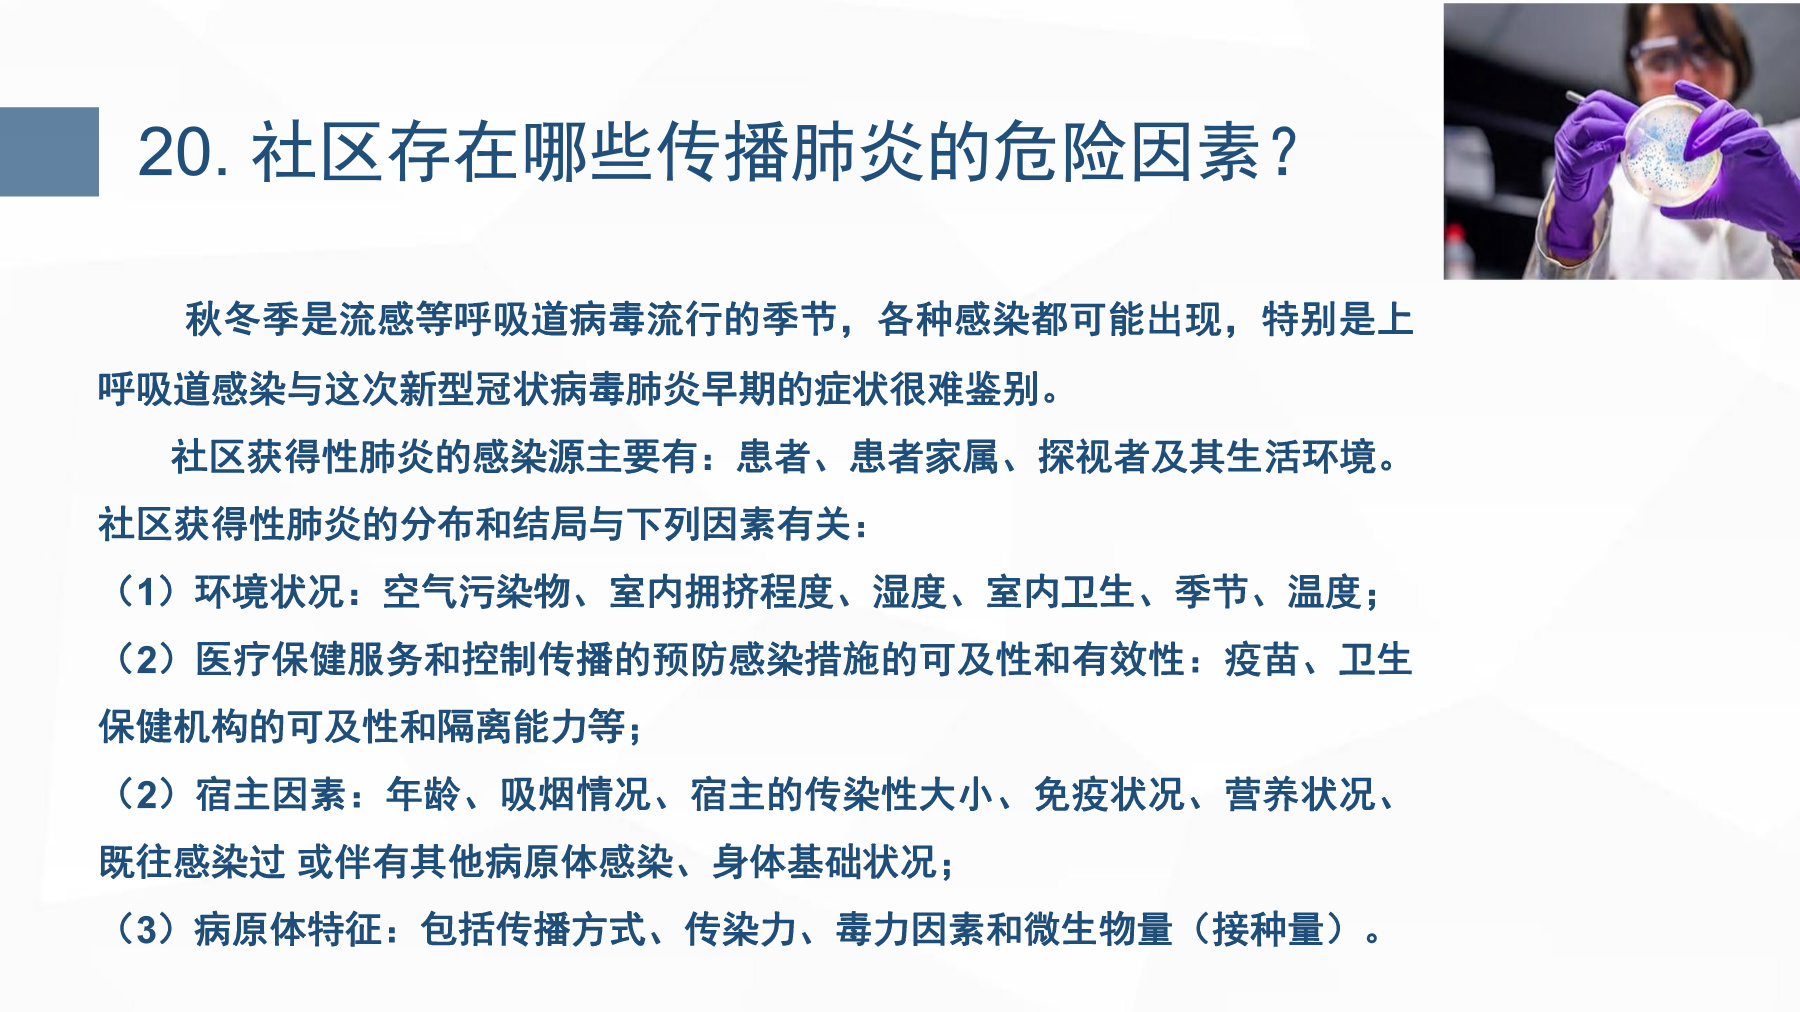 20. 社区存在哪些传播肺炎的危险因素？
秋冬季是流感等呼吸道病毒流行的季节，各种感染都可能出现，特别是上
呼吸道感染与这次新型冠状病毒肺炎早期的症状很难鉴别。
社区获得性肺炎的感染源主要有：患者、患者家属、探视者及其生活环境。
社区获得性肺炎的分布和结局与下列因素有关：
（1）环境状况：空气污染物、室内拥挤程度、湿度、室内卫生、季节、温度；
（2）医疗保健服务和控制传播的预防感染措施的可及性和有效性：疫苗、卫生
保健机构的可及性和隔离能力等；
（2）宿主因素：年龄、吸烟情况、宿主的传染性大小、免疫状况、营养状况、
既往感染过 或伴有其他病原体感染、身体基础状况；
（3）病原体特征：包括传播方式、传染力、毒力因素和微生物量（接种量）。